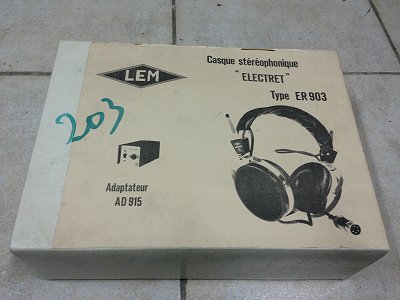 LEM
Casque stéréophonique
"ELECTRET"
Type ER 903
203
Adaptateur
AD 915